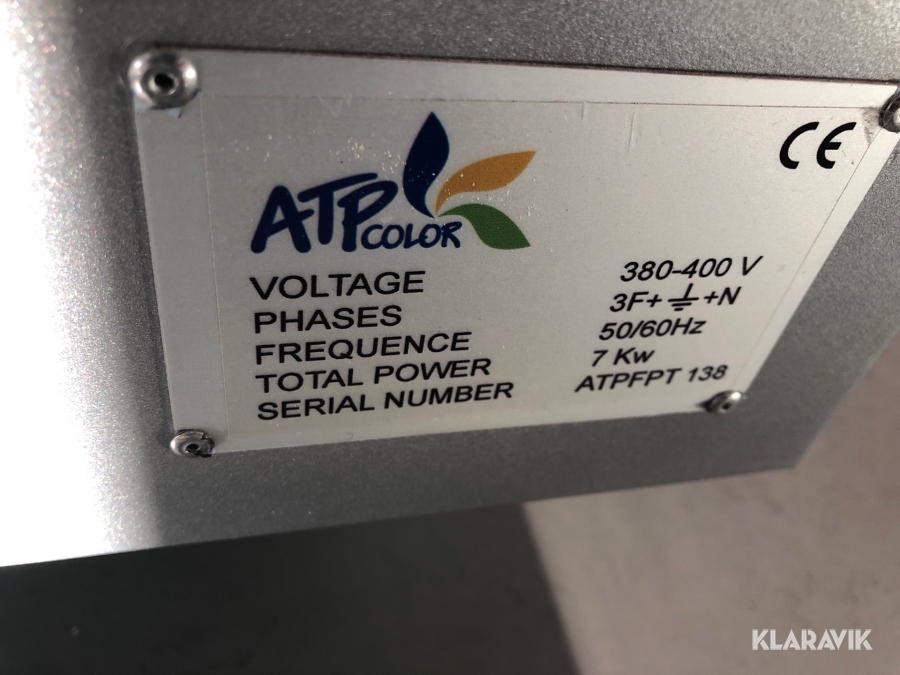 CE
ATP COLOR
VOLTAGE 380-400 V
PHASES 3F+⏚+N
FREQUENCE 50/60Hz
TOTAL POWER 7 Kw
SERIAL NUMBER ATPFPT 138
KLARAVIK